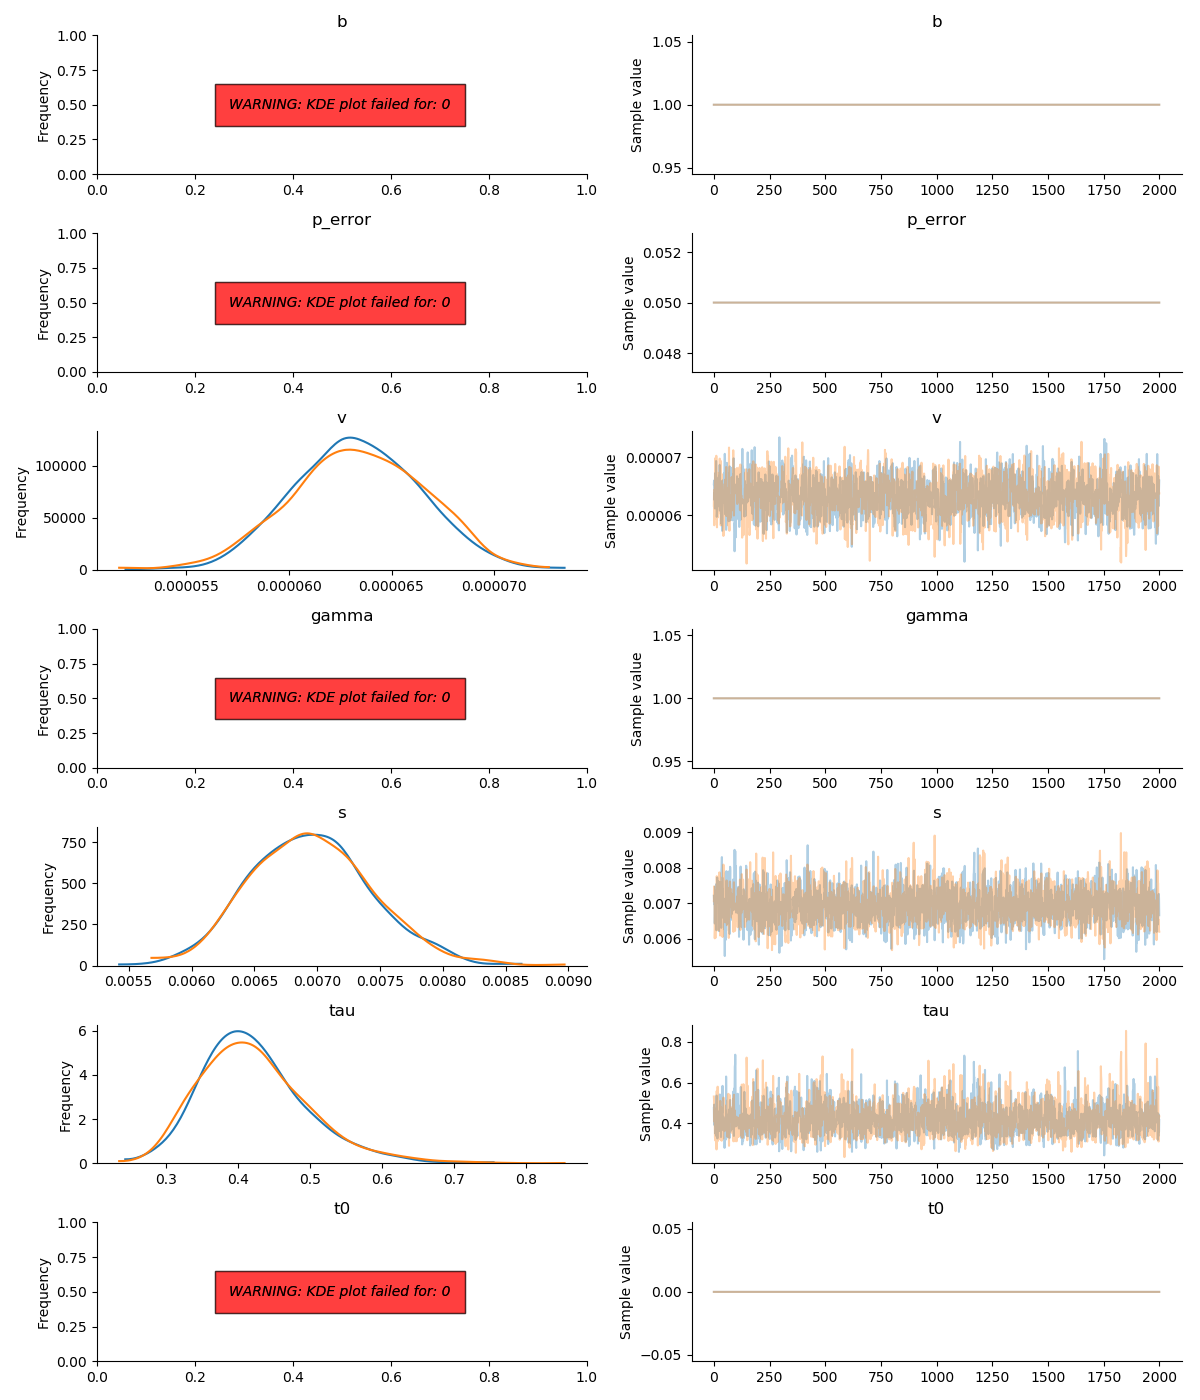 b
1.00
0.75
0.50
0.25
0.00
Frequency
WARNING: KDE plot failed for: 0
0.0 0.2 0.4 0.6 0.8 1.0
b
1.05
1.00
0.95
Sample value
0 250 500 750 1000 1250 1500 1750 2000
p_error
1.00
0.75
0.50
0.25
0.00
Frequency
WARNING: KDE plot failed for: 0
0.0 0.2 0.4 0.6 0.8 1.0
p_error
0.052
0.050
0.048
Sample value
0 250 500 750 1000 1250 1500 1750 2000
v
100000
50000
0
Frequency
0.000055 0.000060 0.000065 0.000070
v
0.00007
0.00006
Sample value
0 250 500 750 1000 1250 1500 1750 2000
gamma
1.00
0.75
0.50
0.25
0.00
Frequency
WARNING: KDE plot failed for: 0
0.0 0.2 0.4 0.6 0.8 1.0
gamma
1.05
1.00
0.95
Sample value
0 250 500 750 1000 1250 1500 1750 2000
s
750
500
250
0
Frequency
0.0055 0.0060 0.0065 0.0070 0.0075 0.0080 0.0085 0.0090
s
0.009
0.008
0.007
0.006
Sample value
0 250 500 750 1000 1250 1500 1750 2000
tau
6
4
2
0
Frequency
0.3 0.4 0.5 0.6 0.7 0.8
tau
0.8
0.6
0.4
Sample value
0 250 500 750 1000 1250 1500 1750 2000
t0
1.00
0.75
0.50
0.25
0.00
Frequency
WARNING: KDE plot failed for: 0
0.0 0.2 0.4 0.6 0.8 1.0
t0
0.05
0.00
−0.05
Sample value
0 250 500 750 1000 1250 1500 1750 2000